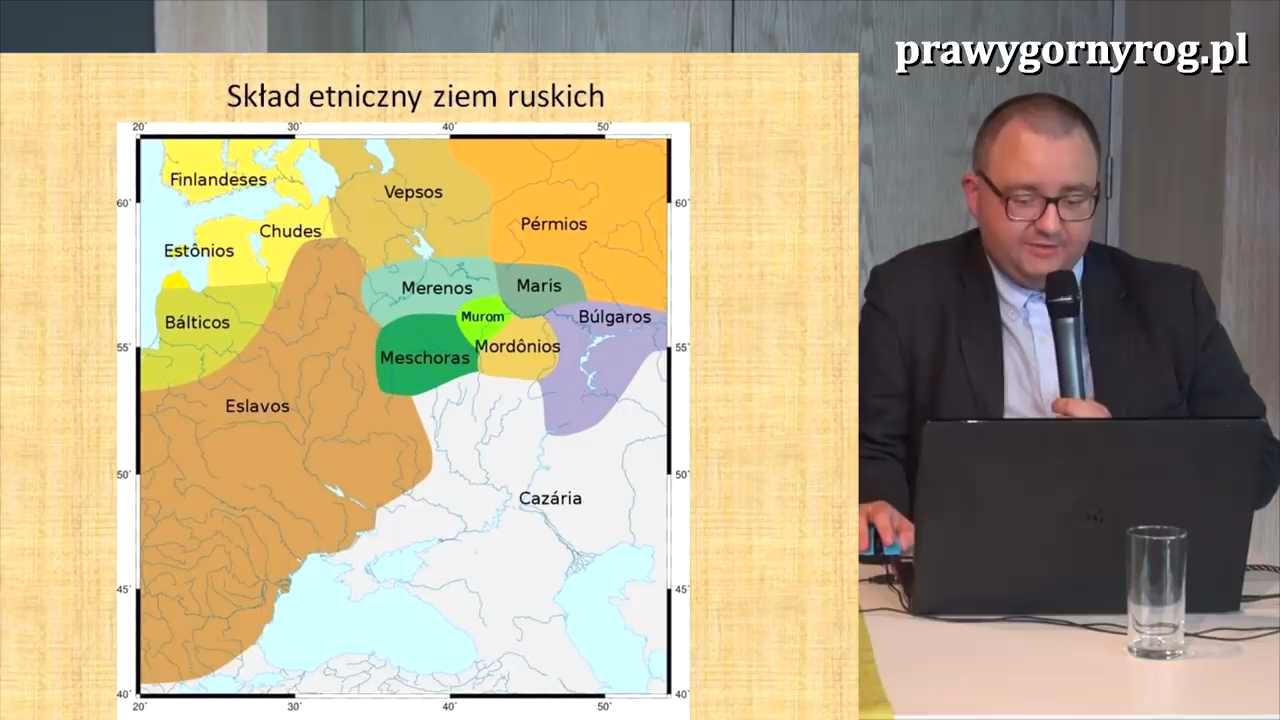 prawygornyrog.pl
Skład etniczny ziem ruskich
20° 30° 40° 50°
Finlandeses
Vepsos
60° 60°
Pérmios
Chudes
Estônios
Merenos
Maris
Murom
Búlgaros
Bálticos
55° 55°
Mordônios
Meschoras
Eslavos
50° 50°
Cazária
45° 45°
40° 40°
20° 30° 40° 50°